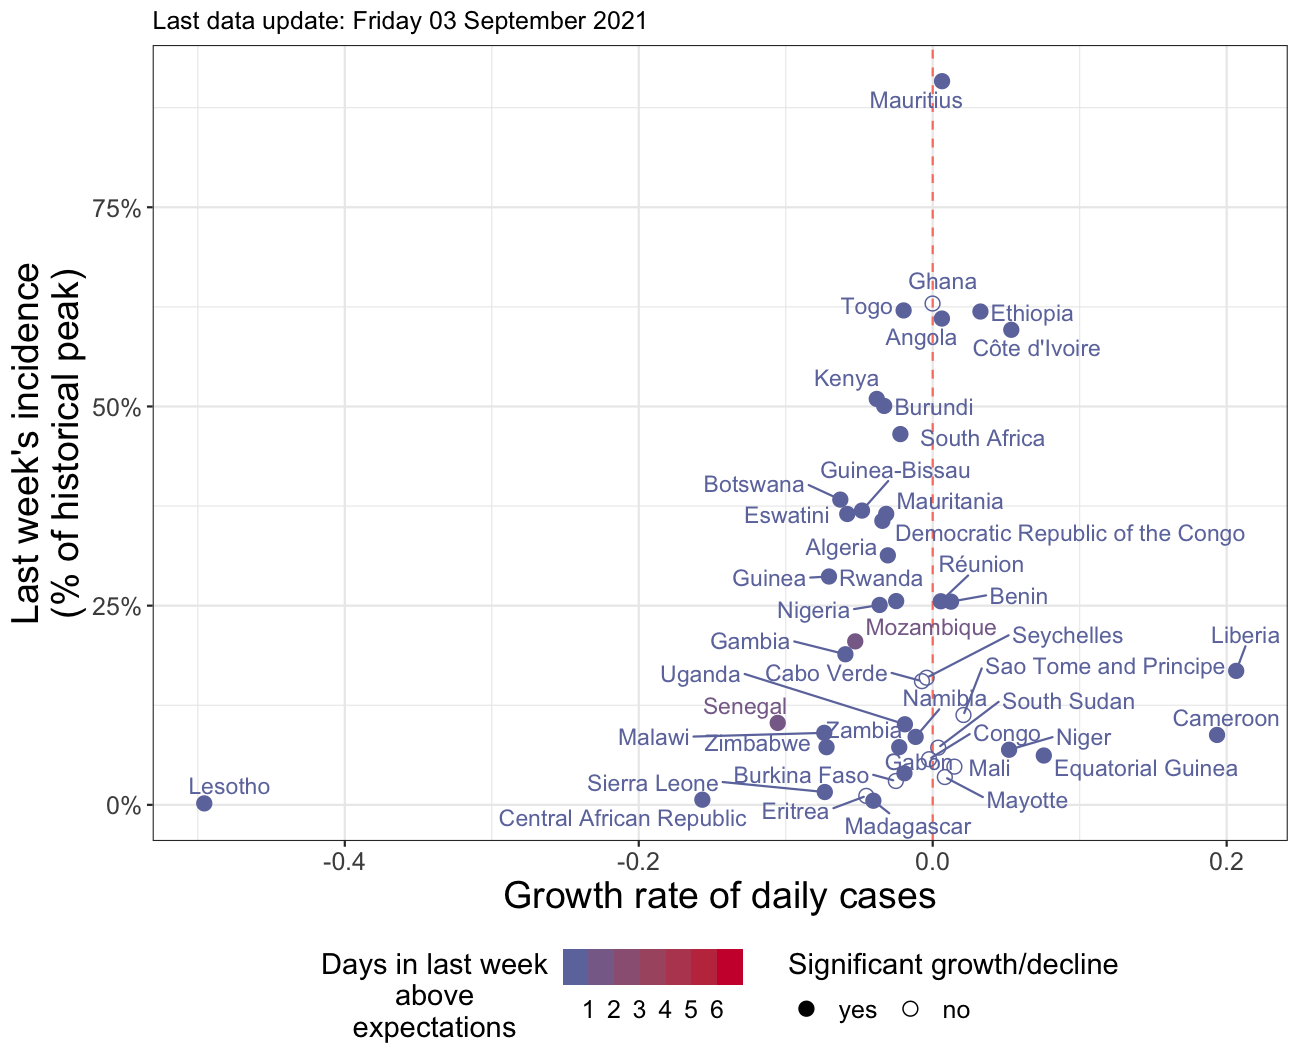 Last data update: Friday 03 September 2021
Last week's incidence
(% of historical peak)
75%
50%
25%
0%
Mauritius
Ghana
Togo
Ethiopia
Angola
Côte d'Ivoire
Kenya
Burundi
South Africa
Guinea-Bissau
Botswana
Mauritania
Eswatini
Democratic Republic of the Congo
Algeria
Réunion
Guinea
Rwanda
Benin
Nigeria
Mozambique
Seychelles
Liberia
Gambia
Sao Tome and Principe
Uganda
Cabo Verde
Namibia
South Sudan
Senegal
Cameroon
Zambia
Congo
Niger
Malawi
Zimbabwe
Gabon
Mali
Equatorial Guinea
Burkina Faso
Sierra Leone
Lesotho
Mayotte
Eritrea
Central African Republic
Madagascar
-0.4 -0.2 0.0 0.2
Growth rate of daily cases
Days in last week
above
expectations
1 2 3 4 5 6
Significant growth/decline
yes no